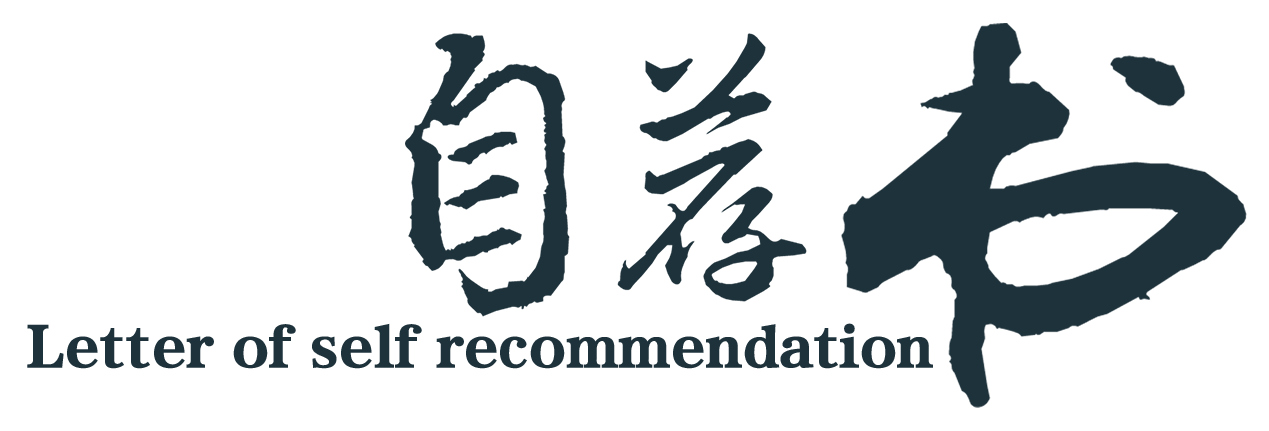 自荐书
Letter of self recommendation